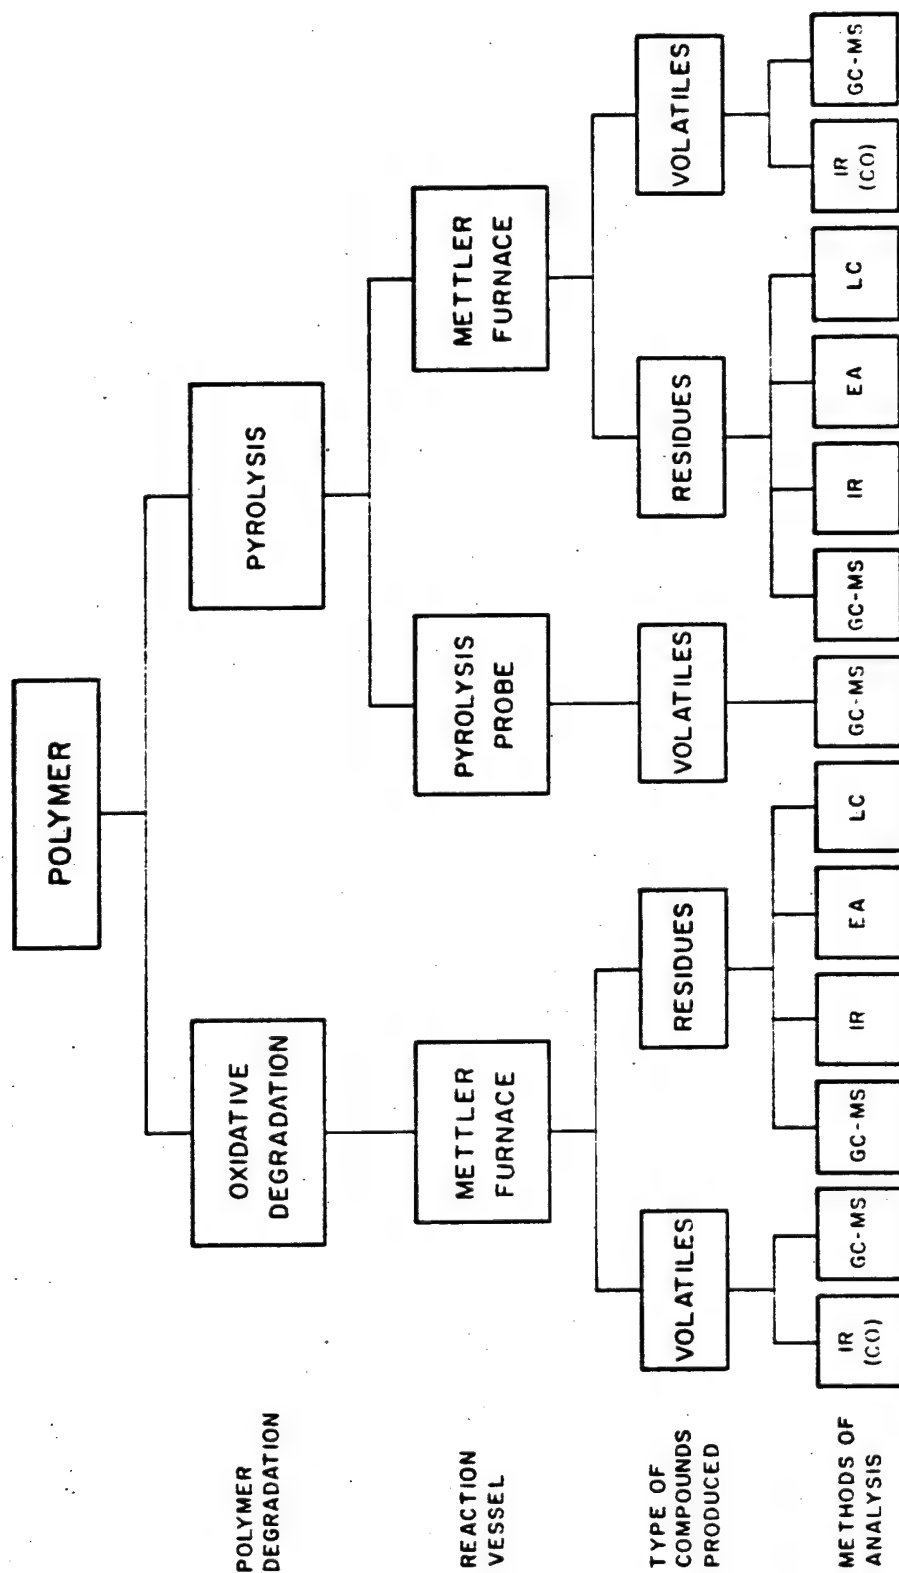 POLYMER
POLYMER
DEGRADATION
OXIDATIVE
DEGRADATION
PYROLYSIS
REACTION
VESSEL
METTLER
FURNACE
PYROLYSIS
PROBE
METTLER
FURNACE
TYPE OF
COMPOUNDS
PRODUCED
VOLATILES
RESIDUES
VOLATILES
RESIDUES
VOLATILES
METHODS OF
ANALYSIS
IR
(CO)
GC-MS
GC-MS
IR
EA
LC
GC-MS
GC-MS
IR
EA
LC
IR
(CO)
GC-MS